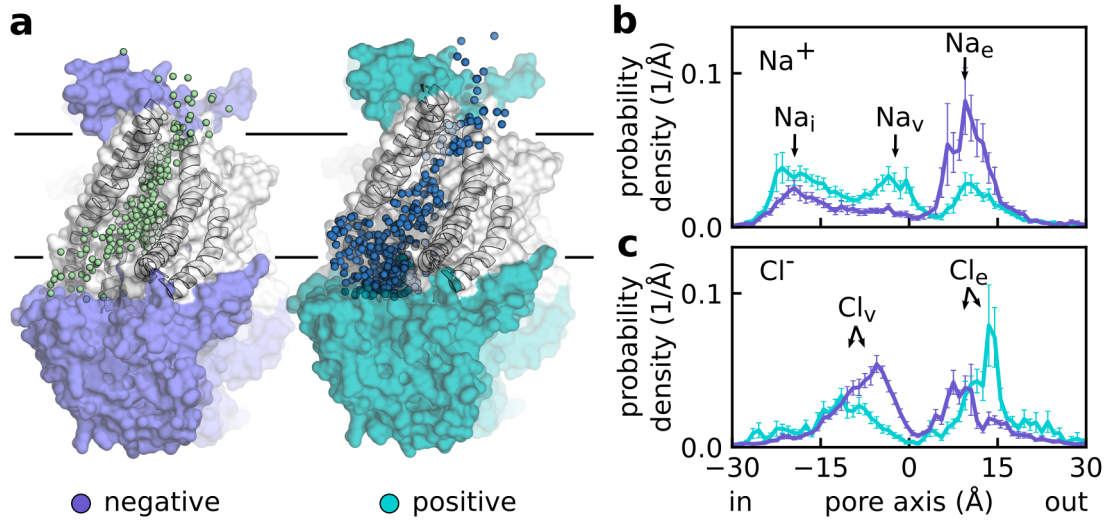 a
negative
positive
b
probability
density (1/Å)
0.1
0.0
Na+
Nai
Nav
Nae
c
probability
density (1/Å)
0.1
0.0
Cl-
Clv
Cle
−30
−15
0
15
30
in
pore axis (Å)
out